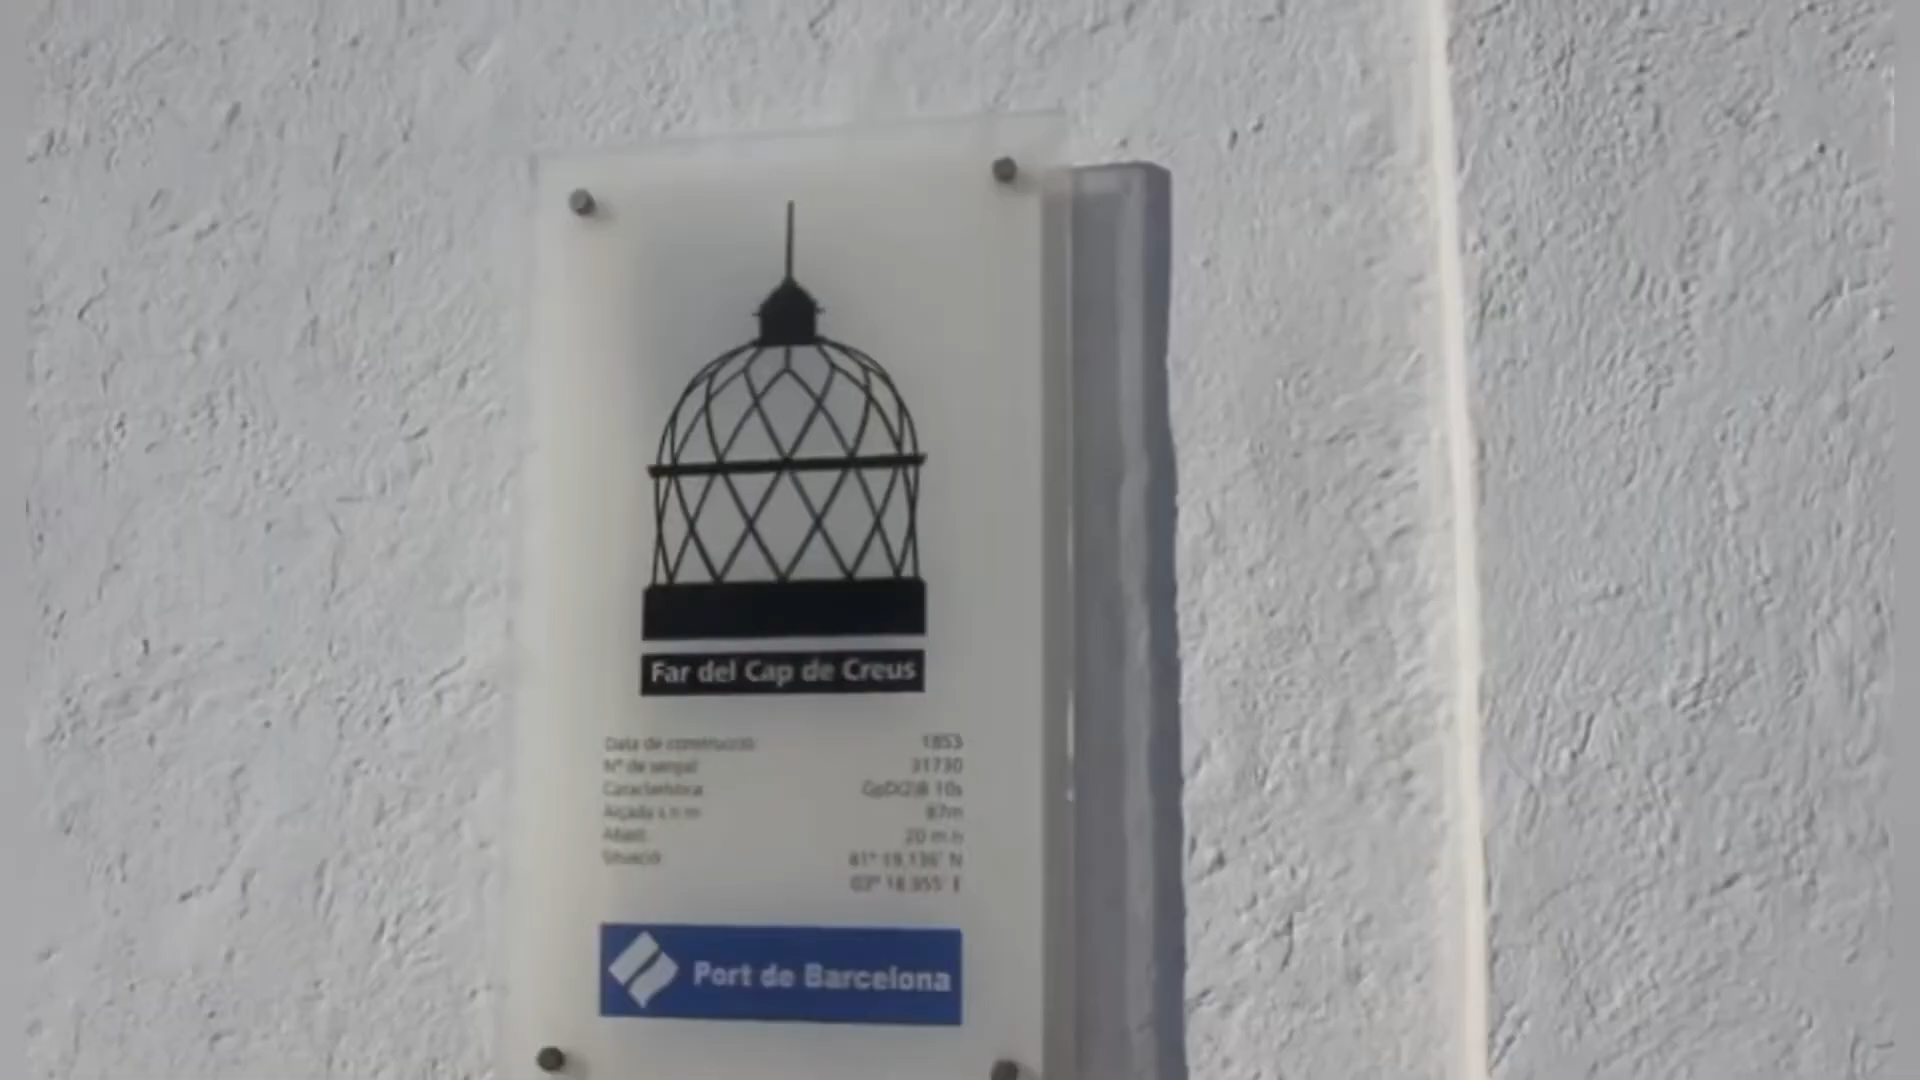 Far del Cap de Creus
Data de construcció 1853
Nº de senyal 31730
Característica GpD(2)B 10s
Alçada s n m 87m
Abast 20 m.n
Situació N
E
Port de Barcelona